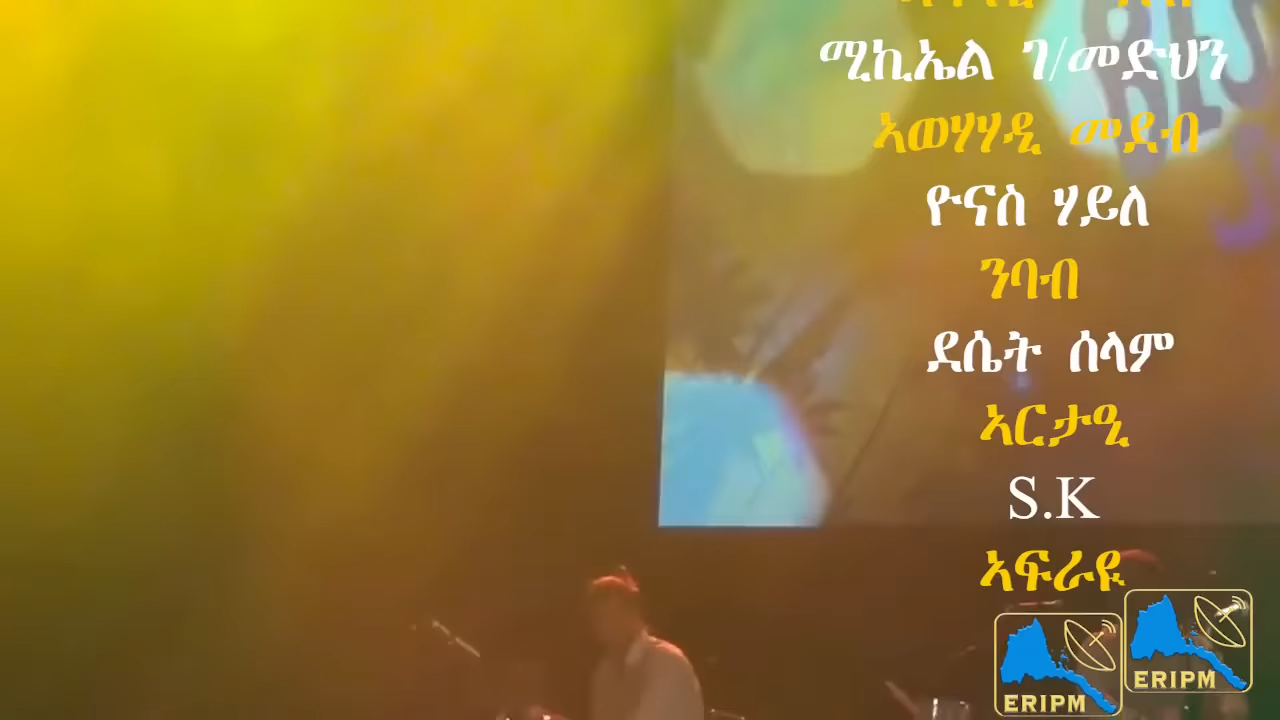 ሚኪኤል ገ/መድህን
ኣወሃሃዲ መደብ
ዮናስ ሃይለ
ንባብ
ደሴት ሰላም
ኣርታዒ
S.K
ኣፍራዪ
ERIPM
ERIPM